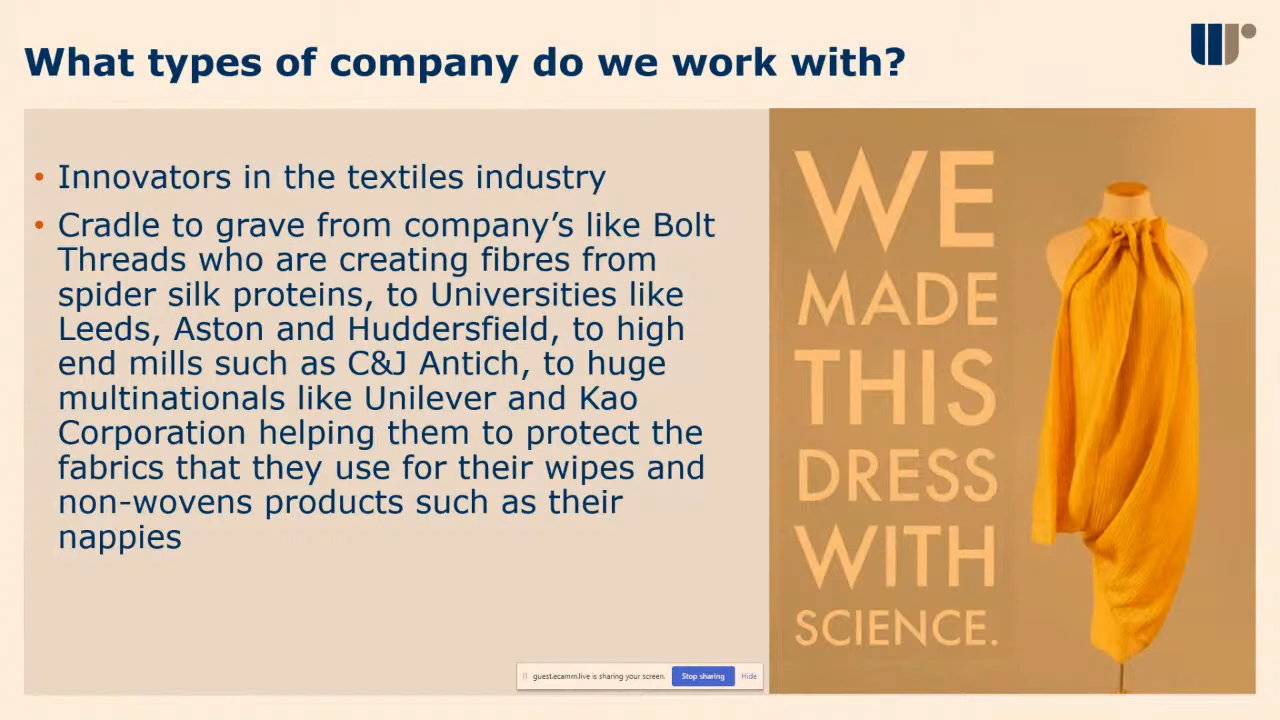 What types of company do we work with?
• Innovators in the textiles industry
• Cradle to grave from company’s like Bolt
Threads who are creating fibres from
spider silk proteins, to Universities like
Leeds, Aston and Huddersfield, to high
end mills such as C&J Antich, to huge
multinationals like Unilever and Kao
Corporation helping them to protect the
fabrics that they use for their wipes and
non-wovens products such as their
nappies
WE
MADE
THIS
DRESS
WITH
SCIENCE.
guest.ecamm.live is sharing your screen. Stop sharing Hide